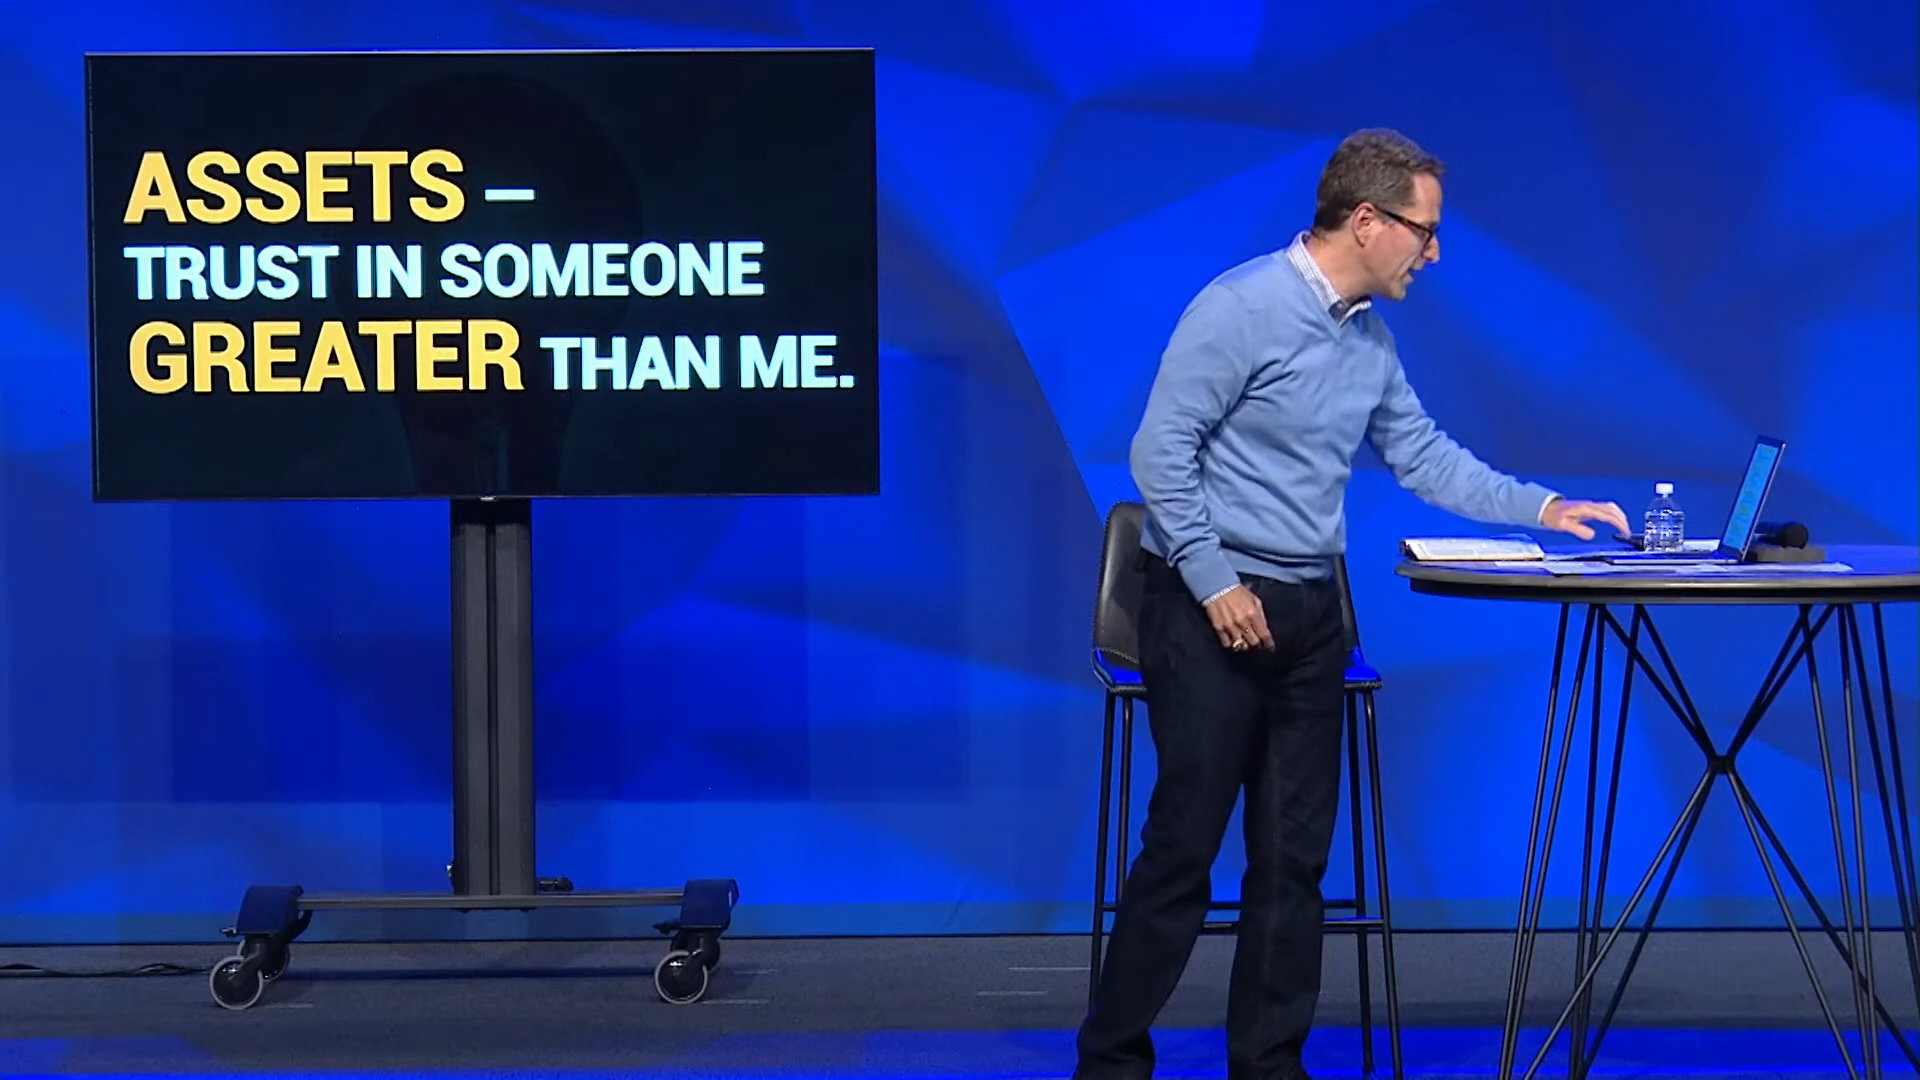 ASSETS –
TRUST IN SOMEONE
GREATER THAN ME.